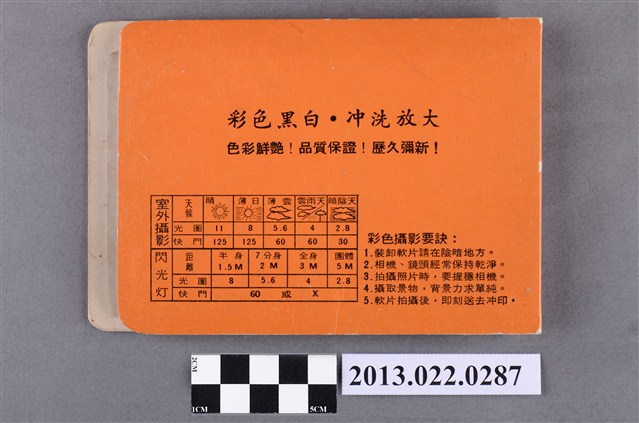 彩色黑白・冲洗放大
色彩鮮艷！品質保證！歷久彌新！
室外攝影 天候 晴 薄日 薄雲 雲雨天 暗陰天
光圈 11 8 5.6 4 2.8
快門 125 125 60 60 30
閃光灯 距離 半身 1.5M 7分身 2M 全身 3M 團體 5M
光圈 8 5.6 4 2.8
快門 60 或 X
彩色攝影要訣：
1.裝卸軟片請在陰暗地方。
2.相機、鏡頭經常保持乾淨。
3.拍攝照片時，要握穩相機。
4.攝取景物，背景力求單純。
5.軟片拍攝後，即刻送去冲印，
2CM
1CM 5CM
2013.022.0287